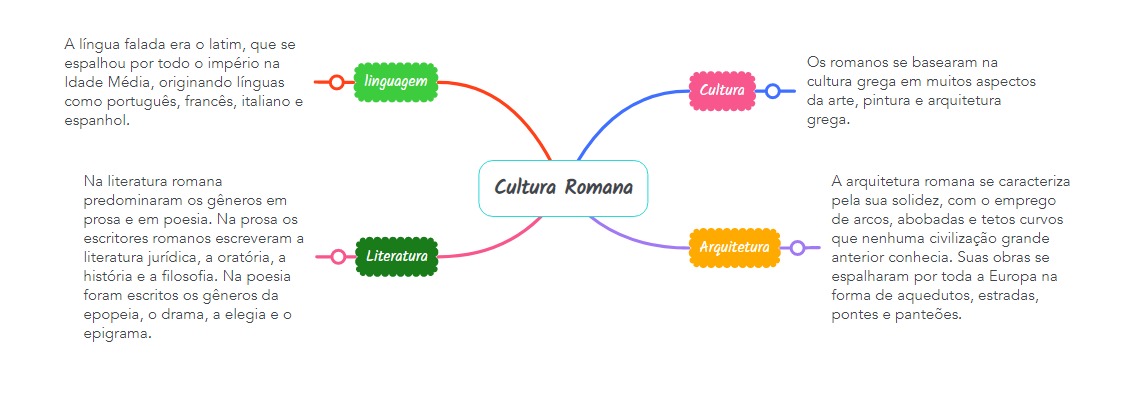 A língua falada era o latim, que se
espalhou por todo o império na
Idade Média, originando línguas
como português, francês, italiano e
espanhol.
linguagem
Cultura
Os romanos se basearam na
cultura grega em muitos aspectos
da arte, pintura e arquitetura
grega.
Cultura Romana
Na literatura romana
predominaram os gêneros em
prosa e em poesia. Na prosa os
escritores romanos escreveram a
literatura jurídica, a oratória, a
história e a filosofia. Na poesia
foram escritos os gêneros da
epopeia, o drama, a elegia e o
epigrama.
Literatura
Arquitetura
A arquitetura romana se caracteriza
pela sua solidez, com o emprego
de arcos, abobadas e tetos curvos
que nenhuma civilização grande
anterior conhecia. Suas obras se
espalharam por toda a Europa na
forma de aquedutos, estradas,
pontes e panteões.